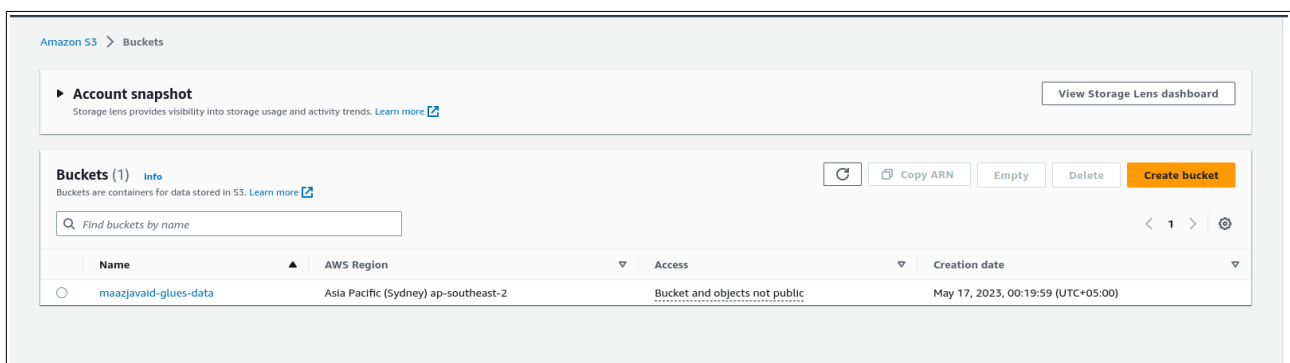 Amazon S3 > Buckets
Account snapshot
View Storage Lens dashboard
Storage lens provides visibility into storage usage and activity trends. Learn more
Buckets (1) Info
Copy ARN Empty Delete Create bucket
Buckets are containers for data stored in S3. Learn more
Find buckets by name
< 1 >
Name AWS Region Access Creation date
maazjavaid-glues-data Asia Pacific (Sydney) ap-southeast-2 Bucket and objects not public May 17, 2023, 00:19:59 (UTC+05:00)